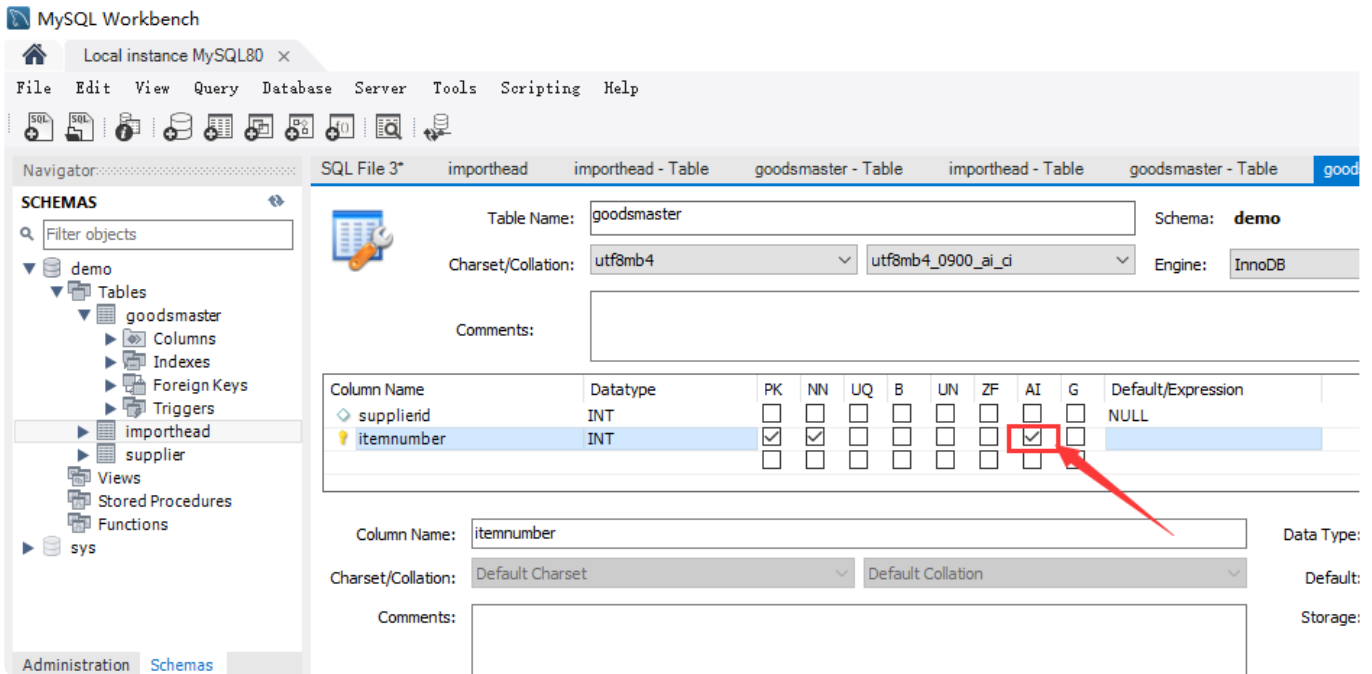 MySQL Workbench
Local instance MySQL80
File Edit View Query Database Server Tools Scripting Help
Navigator
SCHEMAS
Filter objects
demo
Tables
goodsmaster
Columns
Indexes
Foreign Keys
Triggers
importhead
supplier
Views
Stored Procedures
Functions
sys
Administration Schemas
SQL File 3* importhead importhead - Table goodsmaster - Table importhead - Table goodsmaster - Table good
Table Name: goodsmaster Schema: demo
Charset/Collation: utf8mb4 utf8mb4_0900_ai_ci Engine: InnoDB
Comments:
Column Name Datatype PK NN UQ B UN ZF AI G Default/Expression
supplierid INT NULL
itemnumber INT
Column Name: itemnumber Data Type:
Charset/Collation: Default Charset Default Collation Default:
Comments: Storage: